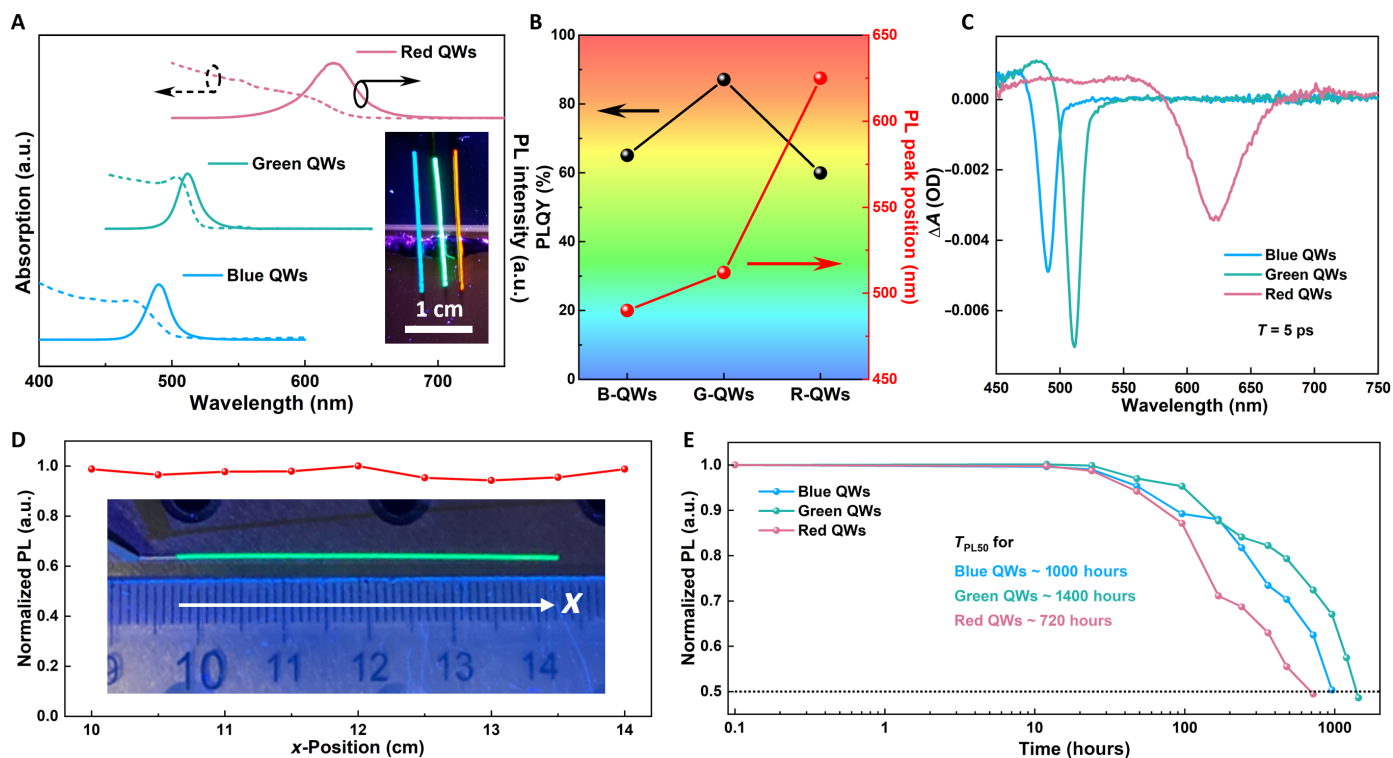 A
Red QWs
Green QWs
Blue QWs
1 cm
Absorption (a.u.)
PL intensity (a.u.)
400 500 600 700
Wavelength (nm)
B
PLQY (%)
100
80
60
40
20
0
B-QWs G-QWs R-QWs
650
600
550
500
450
PL peak position (nm)
C
ΔA (OD)
0.000
−0.002
−0.004
−0.006
Blue QWs
Green QWs
Red QWs
T = 5 ps
450 500 550 600 650 700 750
Wavelength (nm)
D
Normalized PL (a.u.)
1.0
0.8
0.6
0.4
0.2
0.0
X
9 10 11 12 13 14
10 11 12 13 14
x-Position (cm)
E
Normalized PL (a.u.)
1.0
0.9
0.8
0.7
0.6
0.5
Blue QWs
Green QWs
Red QWs
TPL50 for
Blue QWs ~ 1000 hours
Green QWs ~ 1400 hours
Red QWs ~ 720 hours
0.1 1 10 100 1000
Time (hours)